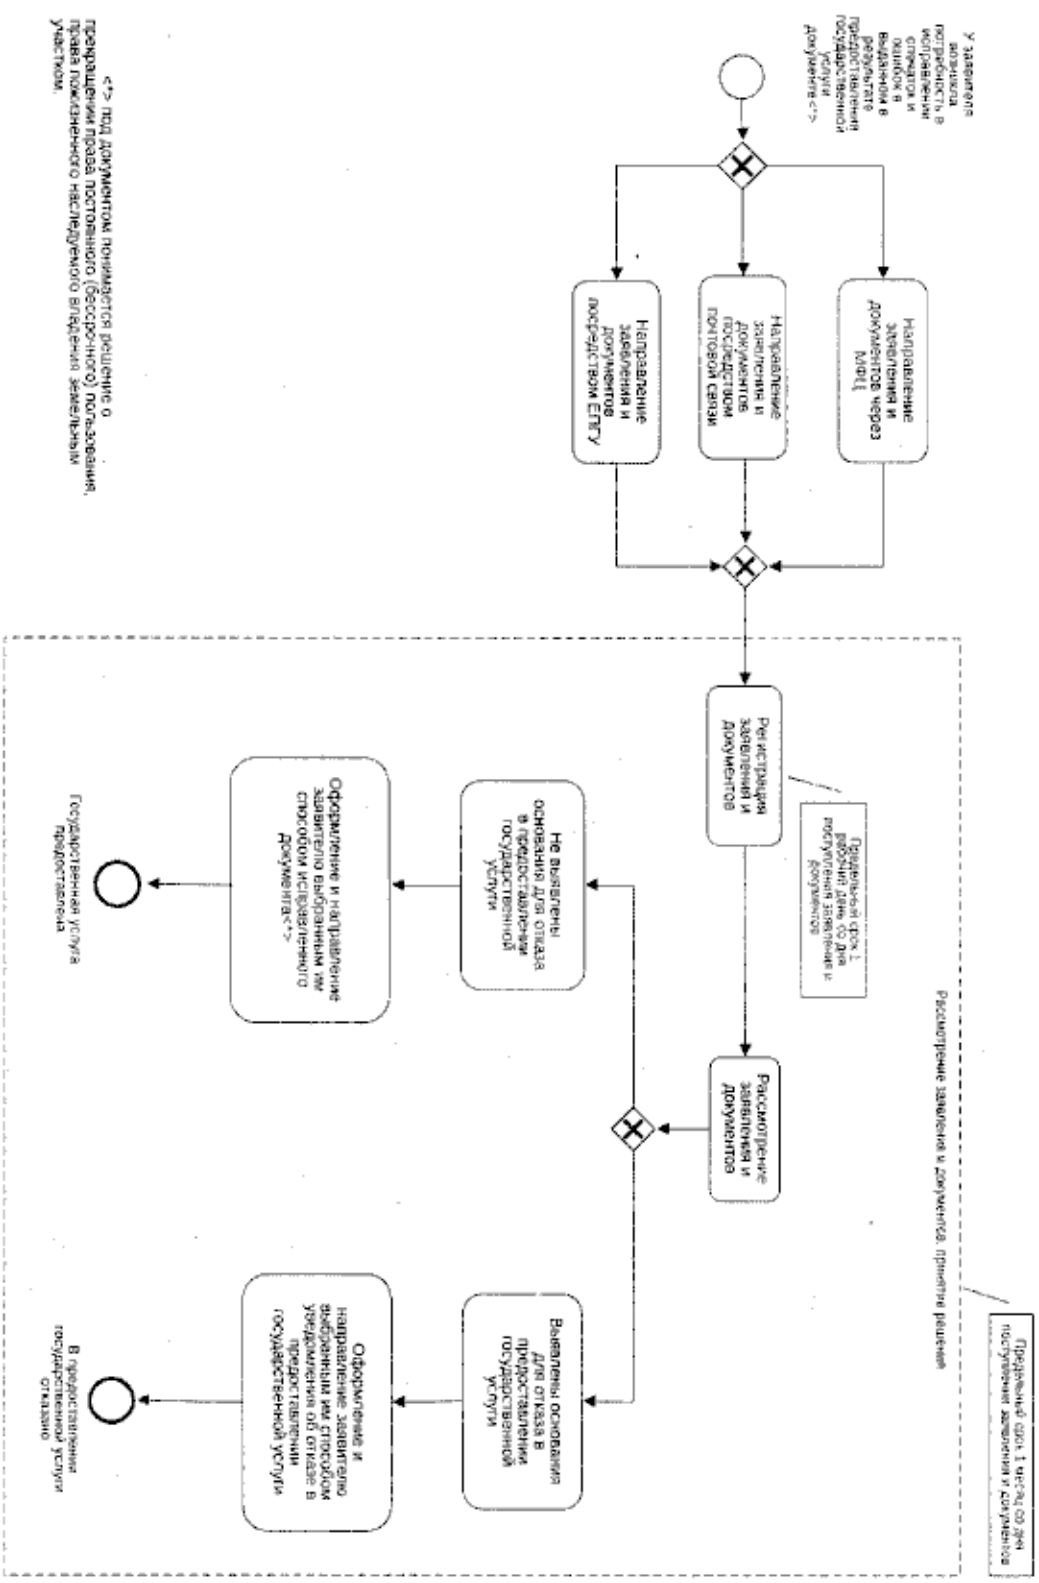 У заявителя
возникла
потребность в
исправлении
опечаток и
ошибок в
выданном в
результате
предоставления
государственной
услуги
документе<*>
Направление
заявления и
документов через
МФЦ
Направление
заявления и
документов
посредством
почтовой связи
Направление
заявления и
документов
посредством ЕПГУ
Предельный срок 1 месяц со дня
поступления заявления и документов
Рассмотрение заявления и документов, принятие решения
Предельный срок 1
рабочий день со дня
поступления заявления и
документов
Регистрация
заявления и
документов
Рассмотрение
заявления и
документов
Не выявлены
основания для отказа
в предоставлении
государственной
услуги
Выявлены основания
для отказа в
предоставлении
государственной
услуги
Оформление и направление
заявителю выбранным им
способом исправленного
документа<*>
Оформление и
направление заявителю
выбранным им способом
уведомления об отказе в
предоставлении
государственной услуги
Государственная услуга
предоставлена
В предоставлении
государственной услуги
отказано
<*> под документом понимается решение о
прекращении права постоянного (бессрочного) пользования,
права пожизненного наследуемого владения земельным
участком.